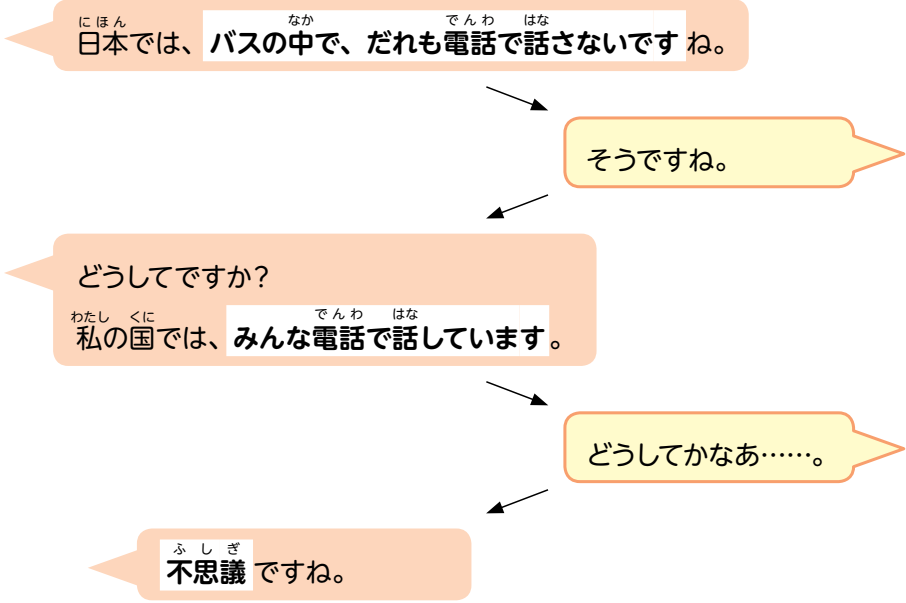 にほん なか でんわ はな
日本では、バスの中で、だれも電話で話さないですね。
そうですね。
どうしてですか？
わたし くに でんわ はな
私の国では、みんな電話で話しています。
どうしてかなあ……。
ふしぎ
不思議ですね。